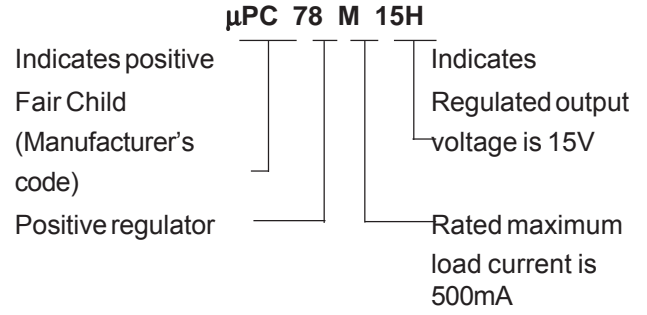 μPC 78 M 15H
Indicates positive
Fair Child
(Manufacturer's
code)
Positive regulator
Indicates
Regulated output
voltage is 15V
Rated maximum
load current is
500mA